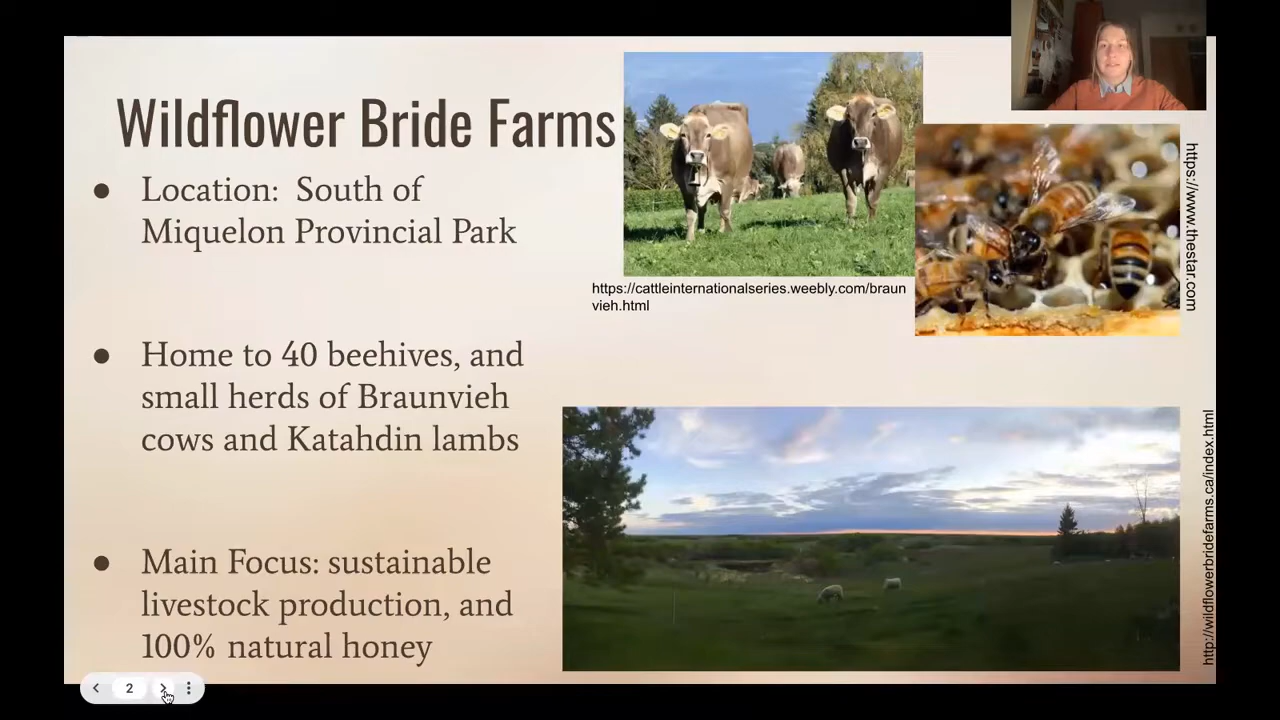 Wildflower Bride Farms
● Location:  South of
Miquelon Provincial Park
● Home to 40 beehives, and
small herds of Braunvieh
cows and Katahdin lambs
● Main Focus: sustainable
livestock production, and
100% natural honey
https://cattleinternationalseries.weebly.com/braun
vieh.html
https://www.thestar.com
http://wildflowerbridefarms.ca/index.html
2